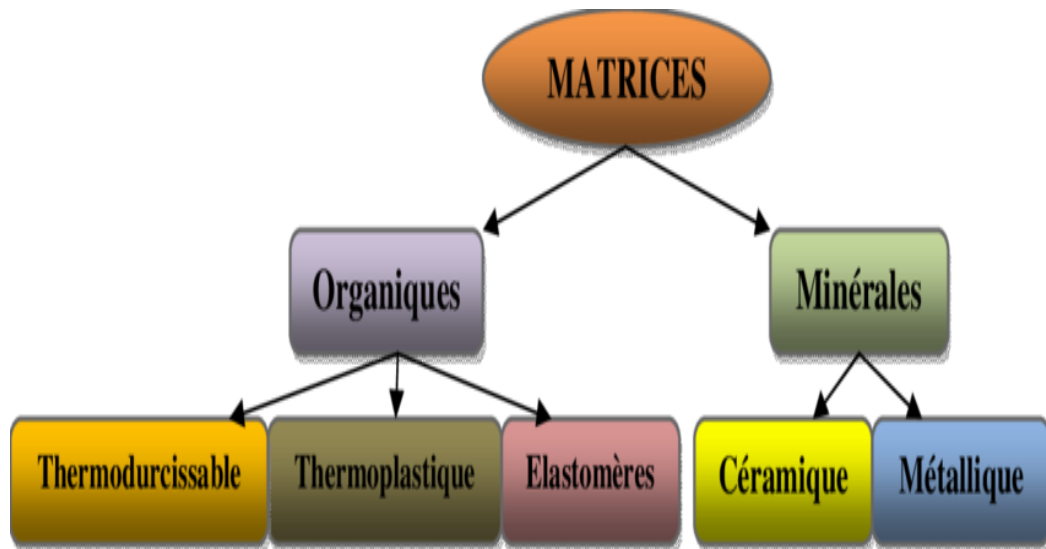 MATRICES
Organiques
Minérales
Thermodurcissable
Thermoplastique
Elastomères
Céramique
Métallique